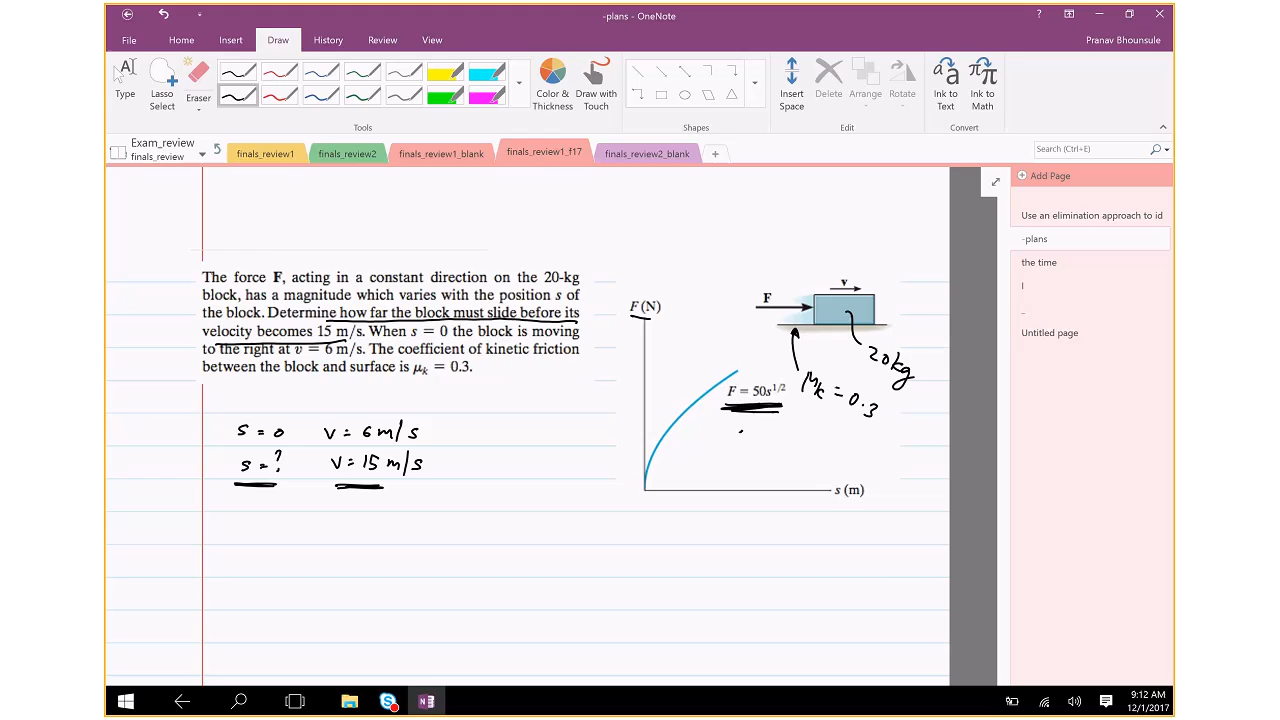 -plans - OneNote
?
File
Home
Insert
Draw
History
Review
View
Pranav Bhounsule
Type
Lasso Select
Eraser
Color & Thickness
Draw with Touch
Insert Space
Delete
Arrange
Rotate
Ink to Text
Ink to Math
Tools
Shapes
Edit
Convert
Exam_review
finals_review
finals_review1
finals_review2
finals_review1_blank
finals_review1_f17
finals_review2_blank
Search (Ctrl+E)
Add Page
Use an elimination approach to id
-plans
the time
I
Untitled page
The force F, acting in a constant direction on the 20-kg
block, has a magnitude which varies with the position s of
the block. Determine how far the block must slide before its
velocity becomes 15 m/s. When s = 0 the block is moving
to the right at v = 6 m/s. The coefficient of kinetic friction
between the block and surface is μk = 0.3.
F (N)
F
v
20kg
F = 50s^1/2
μk = 0.3
s (m)
s = 0 v = 6 m/s
s = ? v = 15 m/s
9:12 AM
12/1/2017